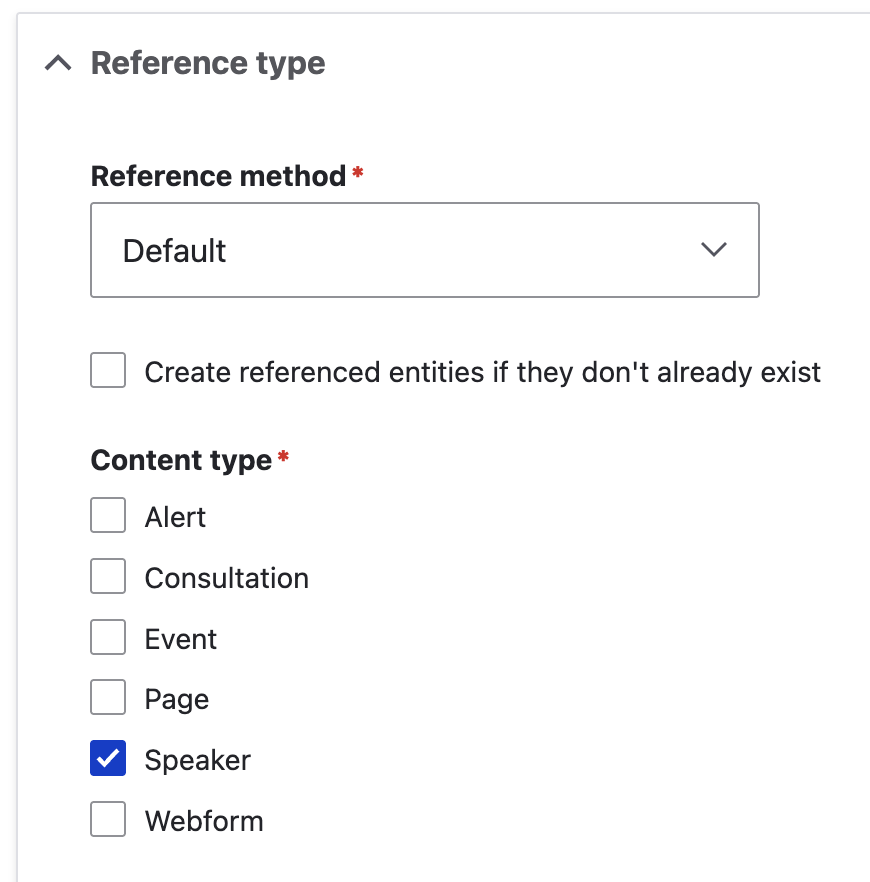 Reference type
Reference method*
Default
Create referenced entities if they don't already exist
Content type*
Alert
Consultation
Event
Page
Speaker
Webform